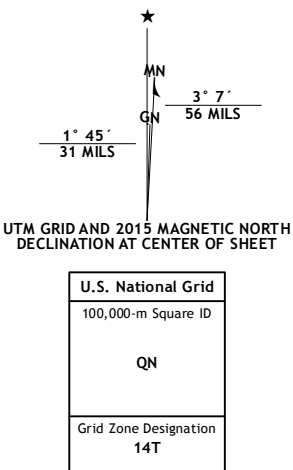 ★
MN
GN
3° 7´
56 MILS
1° 45´
31 MILS
UTM GRID AND 2015 MAGNETIC NORTH
DECLINATION AT CENTER OF SHEET
U.S. National Grid
100,000-m Square ID
QN
Grid Zone Designation
14T